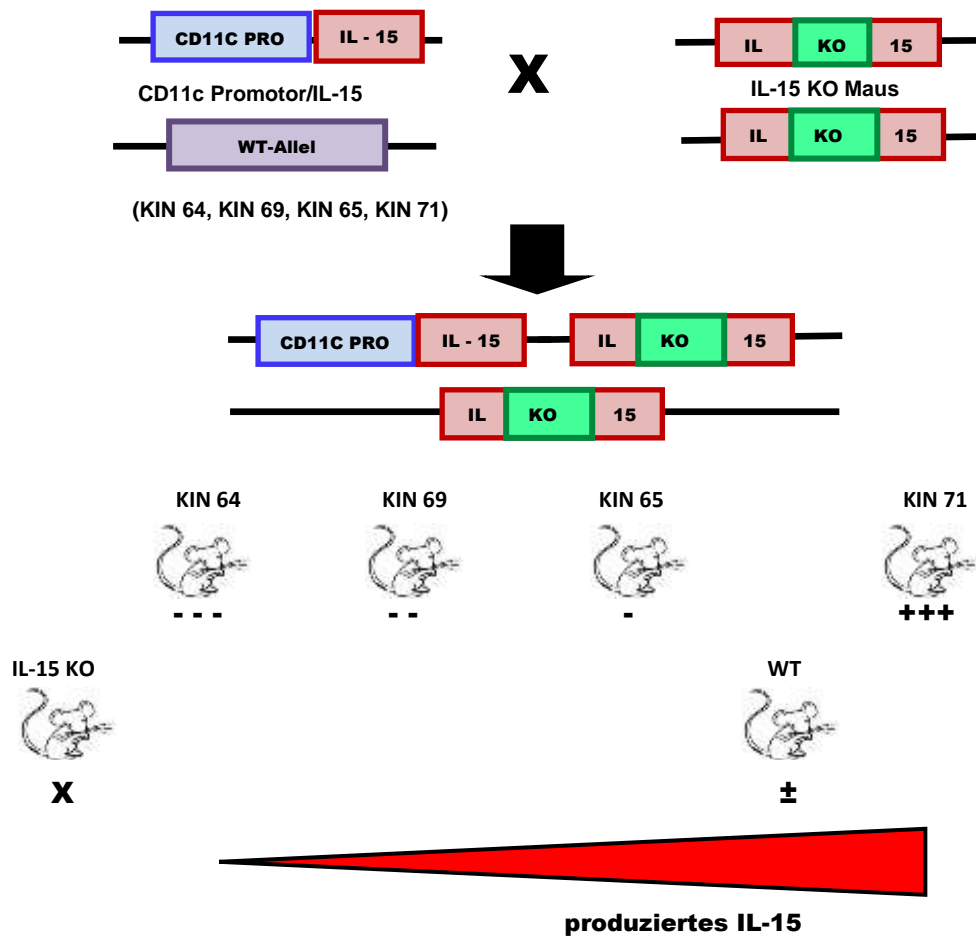 CD11C PRO IL - 15
IL KO 15
X
CD11c Promotor/IL-15
IL-15 KO Maus
WT-Allel
IL KO 15
(KIN 64, KIN 69, KIN 65, KIN 71)
CD11C PRO IL - 15 IL KO 15
IL KO 15
KIN 64 KIN 69 KIN 65 KIN 71
- - - - - - +++
IL-15 KO WT
X ±
produziertes IL-15